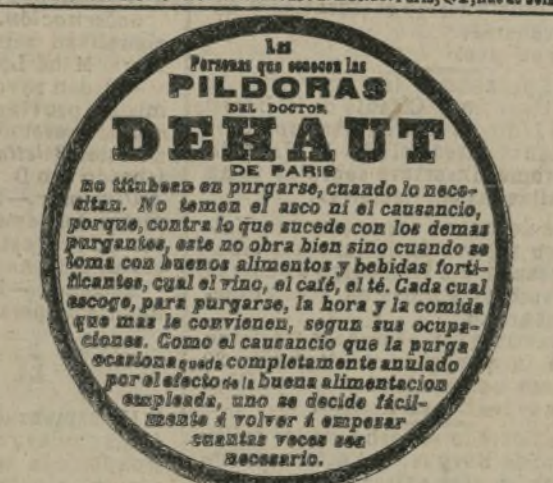 Las
Personas que conocen las
PILDORAS
DEL DOCTOR
DEHAUT
DE PARIS
no titubean en purgarse, cuando lo nece-
sitan. No temen el asco ni el causancio,
porque, contra lo que sucede con los demas
purgantes, este no obra bien sino cuando se
toma con buenos alimentos y bebidas forti-
ficantes, cual el vino, el café, el té. Cada cual
escoge, para purgarse, la hora y la comida
que mas le convienen, segun sus ocupa-
ciones. Como el causancio que la purga
ocasiona queda completamente anulado
por el efecto de la buena alimentacion
empleada, uno se decide fácil-
mente á volver á empezar
cuantas veces sea
necesario.